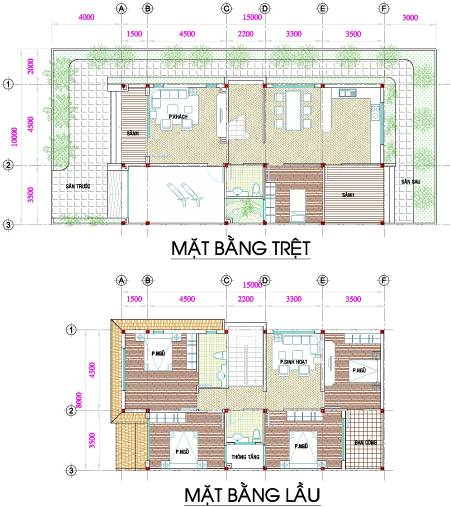 4000 15000 3000
A B C D E F
1500 4500 2200 3300 3500
1 2000
10000 4500
P.KHÁCH
SẢNH
2
3500
SÂN TRƯỚC
SẢNH
SÂN SAU
3
MẶT BẰNG TRỆT
A B C D E F
15000
1500 4500 2200 3300 3500
1
P.NGỦ
P.SINH HOẠT
P.NGỦ
4500
8000
2
3500
BAN CÔNG
P.NGỦ
THÔNG TẦNG
P.NGỦ
3
MẶT BẰNG LẦU